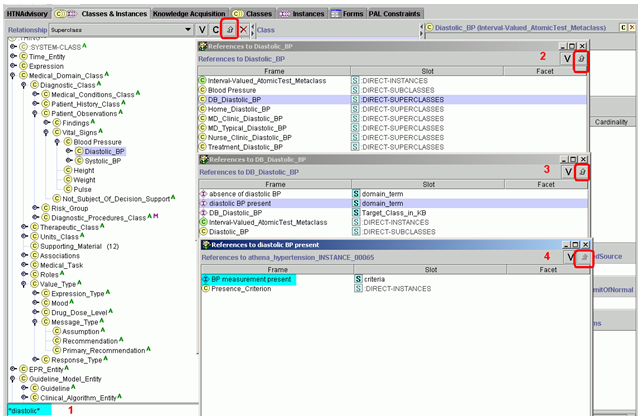 HTNAdvisory Classes & Instances Knowledge Acquisition Classes Instances Forms PAL Constraints
Relationship Superclass V C Class Diastolic_BP (Interval-Valued_AtomicTest_Metaclass)
:THING A
:SYSTEM-CLASS A
Time_Entity
Expression
Medical_Domain_Class
Diagnostic_Class
Medical_Conditions_Class A
Patient_History_Class A
Patient_Observations A
Findings A
Vital_Signs A
Blood Pressure
Diastolic_BP
Systolic_BP
Height
Weight
Pulse
Not_Subject_Of_Decision_Support A
Risk_Group
Diagnostic_Procedures_Class A M
Therapeutic_Class A
Units_Class
Supporting_Material (12)
Associations
Medical_Task
Roles A
Value_Type A
Expression_Type A
Mood A
Drug_Dose_Level A
Message_Type A
Assumption A
Recommendation A
Primary_Recommendation A
Response_Type A
EPR_Entity A
Guideline_Model_Entity
Guideline A
Clinical_Algorithm_Entity A
*diastolic* 1
References to Diastolic_BP
References to Diastolic_BP 2 V
Frame Slot Facet
Interval-Valued_AtomicTest_Metaclass S :DIRECT-INSTANCES
Blood Pressure S :DIRECT-SUBCLASSES
DB_Diastolic_BP S :DIRECT-SUPERCLASSES
Home_Diastolic_BP S :DIRECT-SUPERCLASSES
MD_Clinic_Diastolic_BP S :DIRECT-SUPERCLASSES
MD_Typical_Diastolic_BP S :DIRECT-SUPERCLASSES
Nurse_Clinic_Diastolic_BP S :DIRECT-SUPERCLASSES
Treatment_Diastolic_BP S :DIRECT-SUPERCLASSES
References to DB_Diastolic_BP
References to DB_Diastolic_BP 3 V
Frame Slot Facet
absence of diastolic BP S domain_term
diastolic BP present S domain_term
DB_Diastolic_BP S Target_Class_in_KB
Interval-Valued_AtomicTest_Metaclass S :DIRECT-INSTANCES
Diastolic_BP S :DIRECT-SUBCLASSES
References to diastolic BP present
References to athena_hypertension_INSTANCE_00065 4 V
Frame Slot Facet
BP measurement present S criteria
Presence_Criterion S :DIRECT-INSTANCES
Cardinality
dSource
mitOfNormal
ns